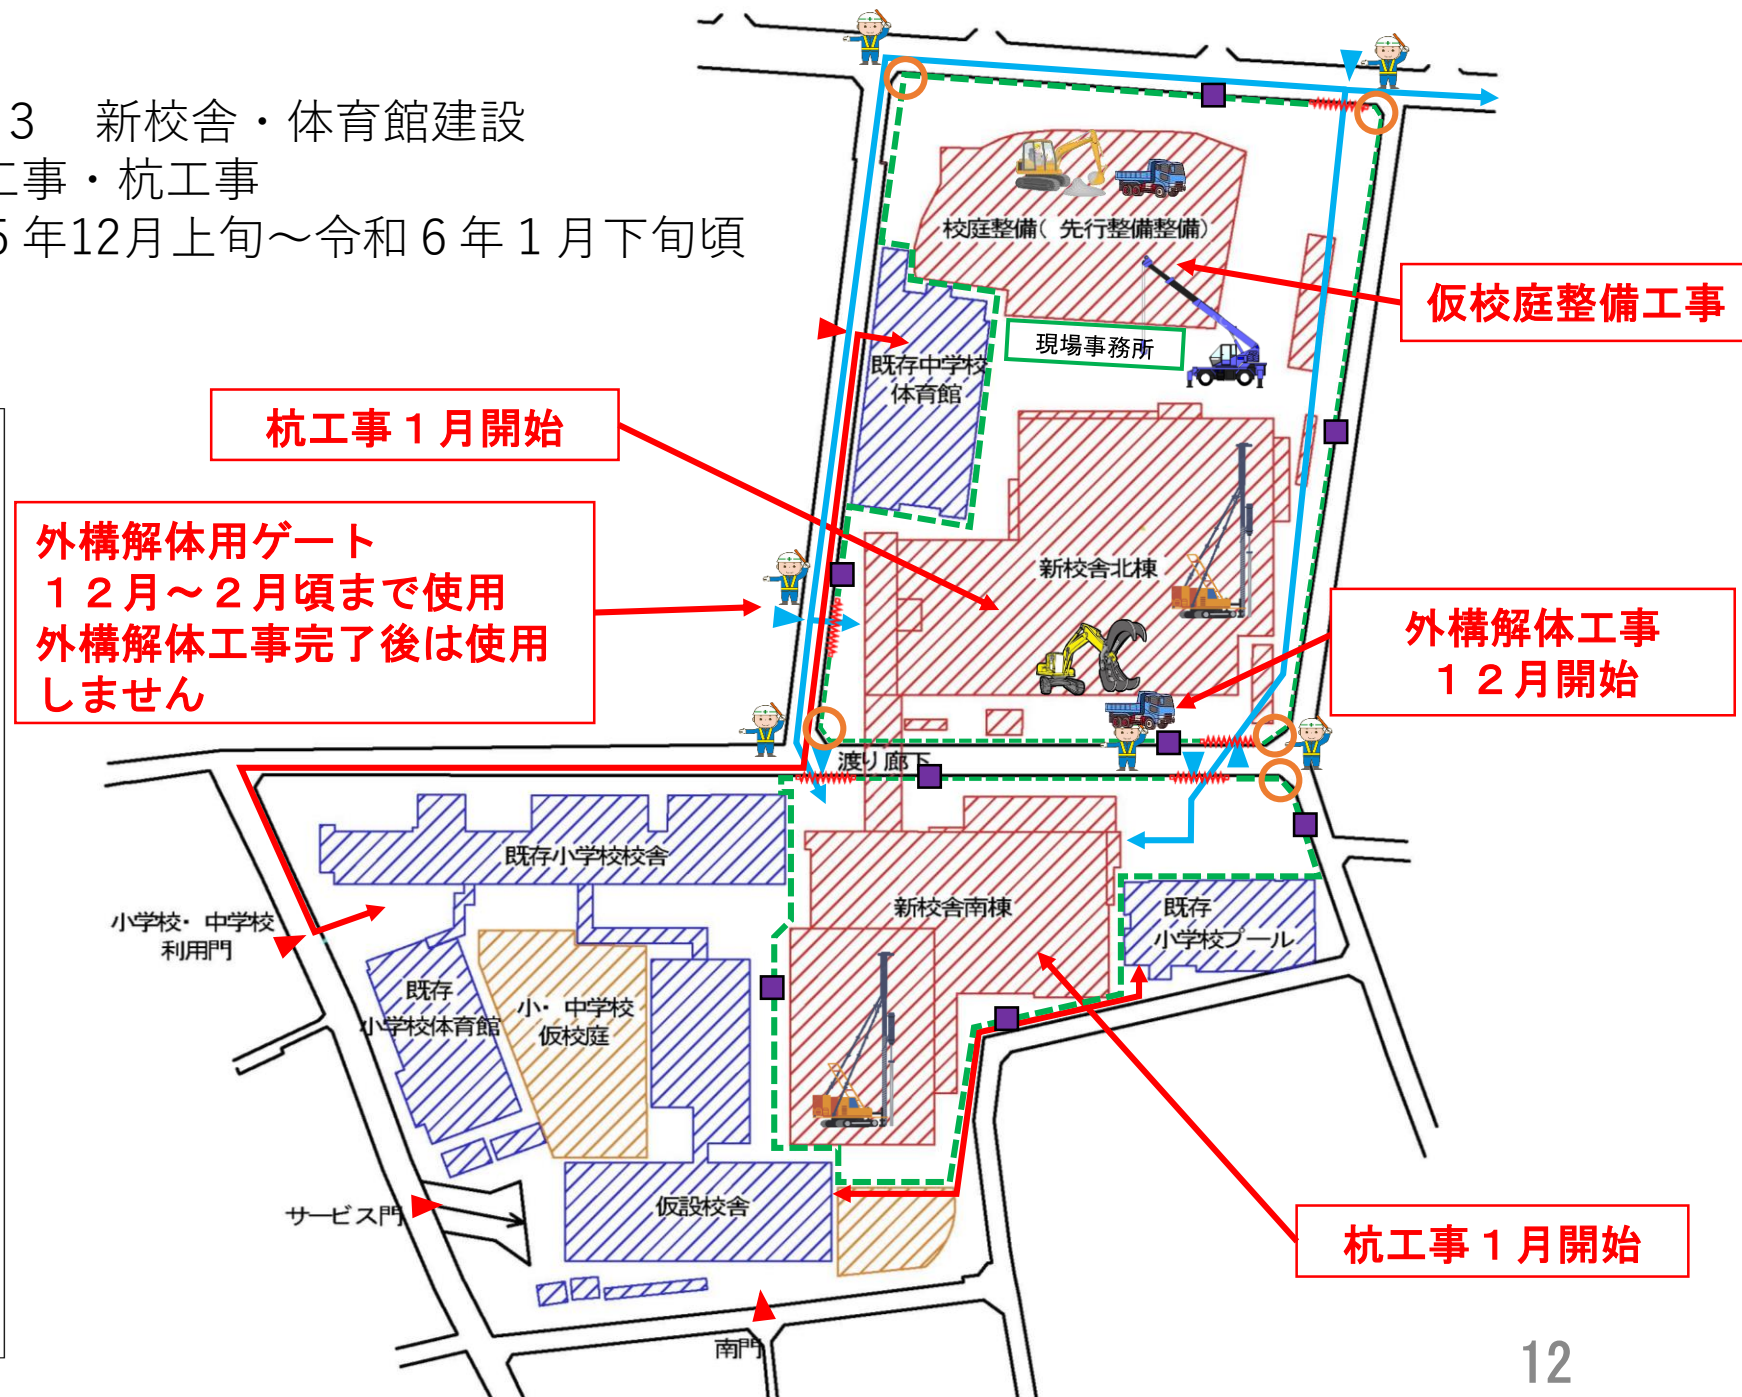 3　新校舎・体育館建設
工事・杭工事
5年12月上旬～令和６年１月下旬頃
校庭整備( 先行整備整備)
仮校庭整備工事
現場事務所
既存中学校
体育館
杭工事１月開始
外構解体用ゲート
１２月～２月頃まで使用
外構解体工事完了後は使用
しません
新校舎北棟
外構解体工事
１２月開始
渡り廊下
既存小学校校舎
小学校・中学校
利用門
新校舎南棟
既存
小学校プール
既存
小学校体育館
小・中学校
仮校庭
サービス門
仮設校舎
杭工事１月開始
南門
12